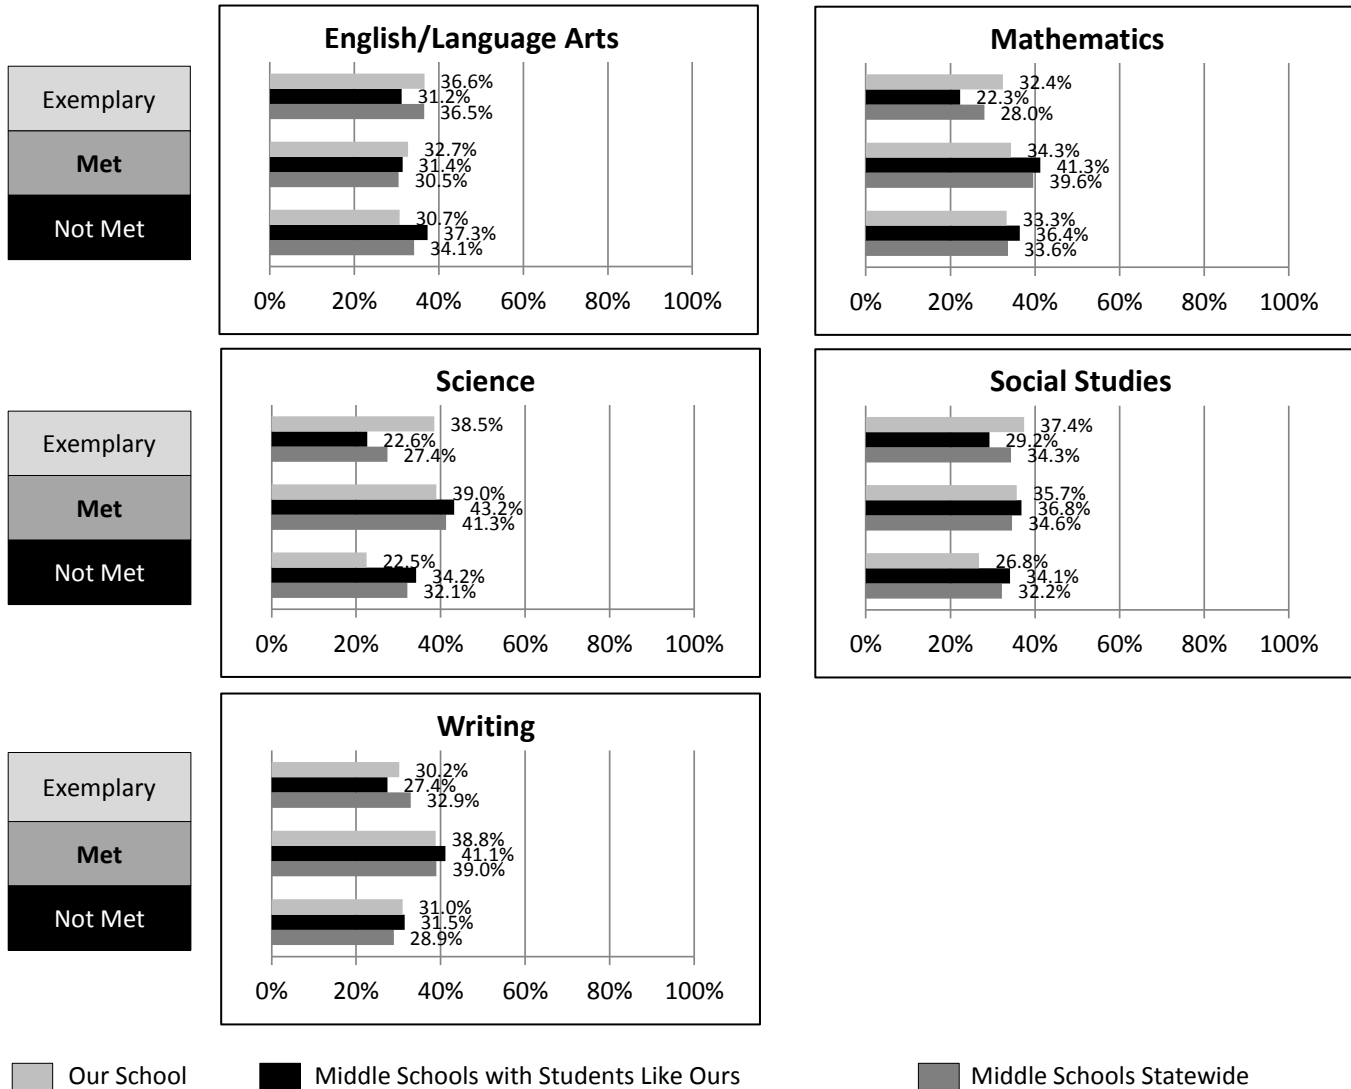 English/Language Arts
Exemplary
Met
Not Met
36.6%
31.2%
36.5%
32.7%
31.4%
30.5%
30.7%
37.3%
34.1%
0% 20% 40% 60% 80% 100%
Mathematics
32.4%
22.3%
28.0%
34.3%
41.3%
39.6%
33.3%
36.4%
33.6%
0% 20% 40% 60% 80% 100%
Science
Exemplary
Met
Not Met
38.5%
22.6%
27.4%
39.0%
43.2%
41.3%
22.5%
34.2%
32.1%
0% 20% 40% 60% 80% 100%
Social Studies
37.4%
29.2%
34.3%
35.7%
36.8%
34.6%
26.8%
34.1%
32.2%
0% 20% 40% 60% 80% 100%
Writing
Exemplary
Met
Not Met
30.2%
27.4%
32.9%
38.8%
41.1%
39.0%
31.0%
31.5%
28.9%
0% 20% 40% 60% 80% 100%
Our School Middle Schools with Students Like Ours Middle Schools Statewide